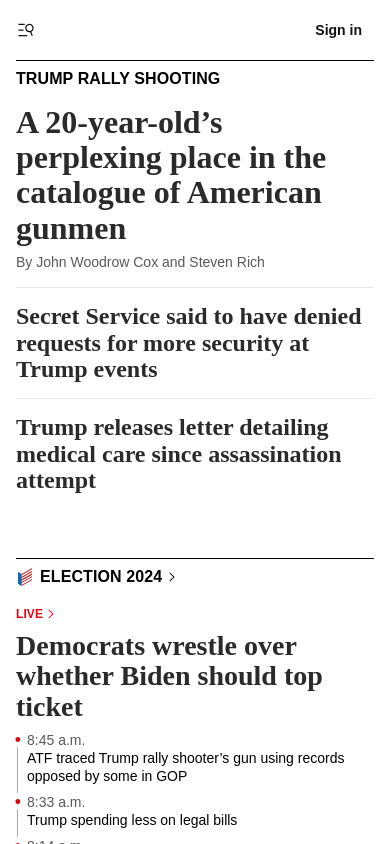 Sign in
TRUMP RALLY SHOOTING
A 20-year-old’s
perplexing place in the
catalogue of American
gunmen
By John Woodrow Cox and Steven Rich
Secret Service said to have denied
requests for more security at
Trump events
Trump releases letter detailing
medical care since assassination
attempt
ELECTION 2024
LIVE
Democrats wrestle over
whether Biden should top
ticket
8:45 a.m.
ATF traced Trump rally shooter’s gun using records
opposed by some in GOP
8:33 a.m.
Trump spending less on legal bills
8:14 a.m.